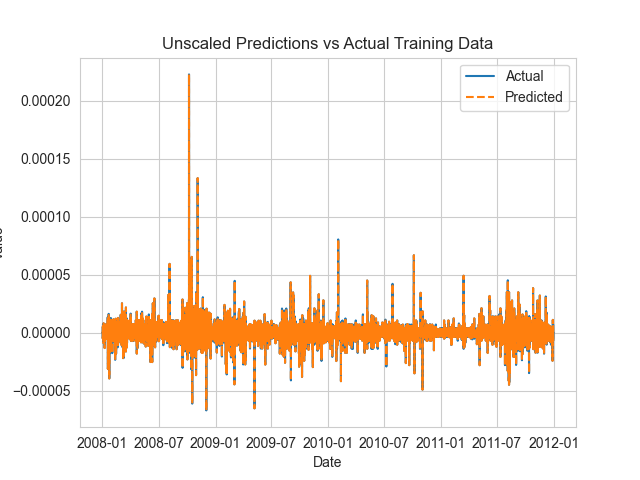 Unscaled Predictions vs Actual Training Data
Actual
Predicted
0.00020
0.00015
0.00010
0.00005
0.00000
−0.00005
2008-01 2008-07 2009-01 2009-07 2010-01 2010-07 2011-01 2011-07 2012-01
Date